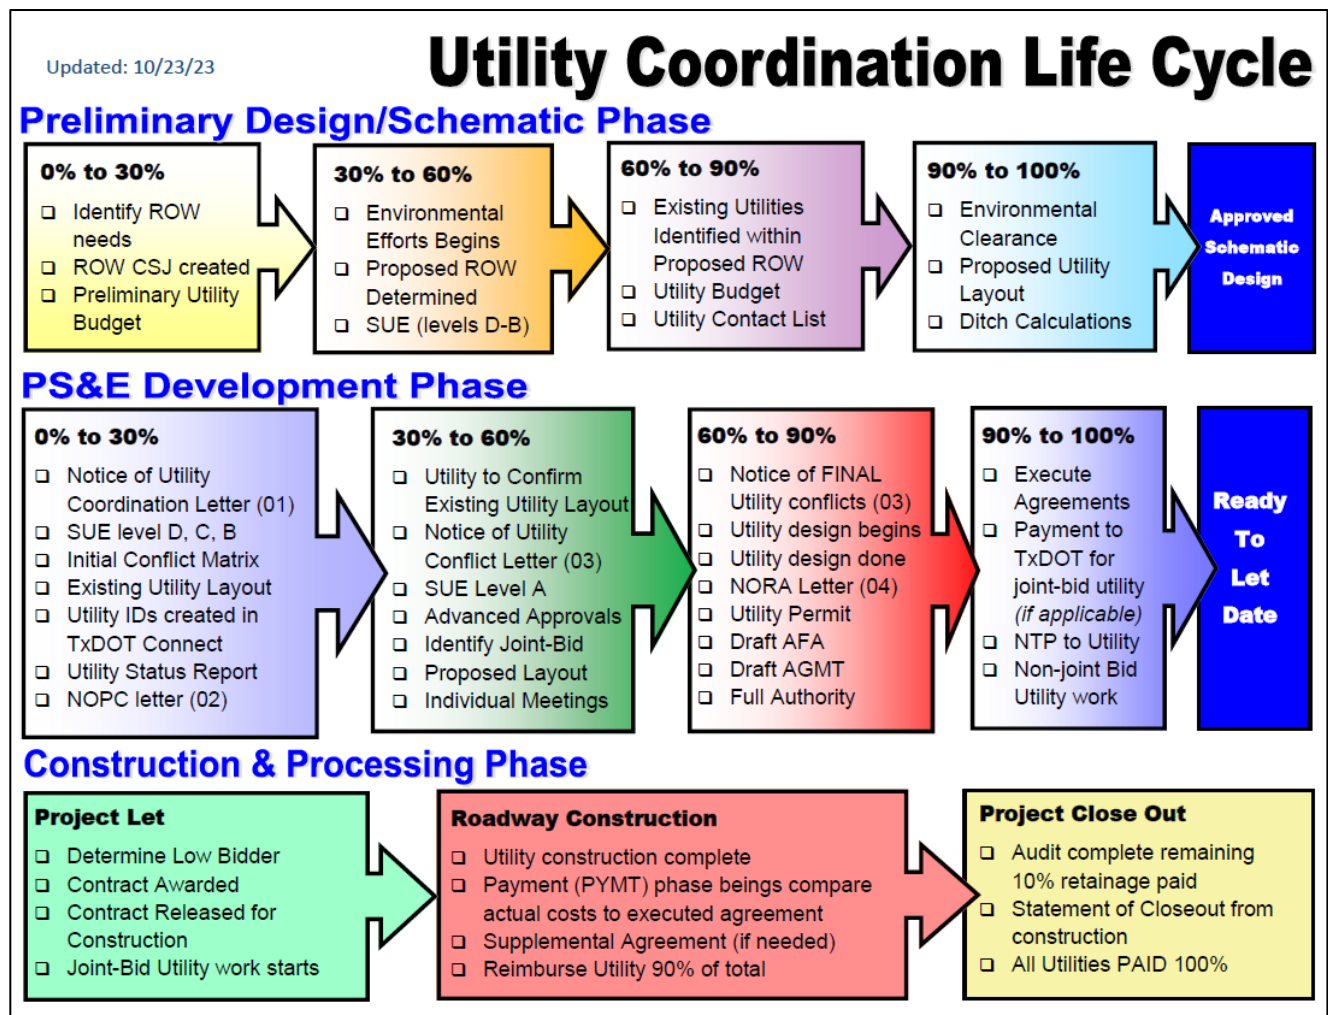 Updated: 10/23/23
Utility Coordination Life Cycle
Preliminary Design/Schematic Phase
0% to 30%
Identify ROW
needs
ROW CSJ created
Preliminary Utility
Budget
30% to 60%
Environmental
Efforts Begins
Proposed ROW
Determined
SUE (levels D-B)
60% to 90%
Existing Utilities
Identified within
Proposed ROW
Utility Budget
Utility Contact List
90% to 100%
Environmental
Clearance
Proposed Utility
Layout
Ditch Calculations
Approved
Schematic
Design
PS&E Development Phase
0% to 30%
Notice of Utility
Coordination Letter (01)
SUE level D, C, B
Initial Conflict Matrix
Existing Utility Layout
Utility IDs created in
TxDOT Connect
Utility Status Report
NOPC letter (02)
30% to 60%
Utility to Confirm
Existing Utility Layout
Notice of Utility
Conflict Letter (03)
SUE Level A
Advanced Approvals
Identify Joint-Bid
Proposed Layout
Individual Meetings
60% to 90%
Notice of FINAL
Utility conflicts (03)
Utility design begins
Utility design done
NORA Letter (04)
Utility Permit
Draft AFA
Draft AGMT
Full Authority
90% to 100%
Execute
Agreements
Payment to
TxDOT for
joint-bid utility
(if applicable)
NTP to Utility
Non-joint Bid
Utility work
Ready
To
Let
Date
Construction & Processing Phase
Project Let
Determine Low Bidder
Contract Awarded
Contract Released for
Construction
Joint-Bid Utility work starts
Roadway Construction
Utility construction complete
Payment (PYMT) phase beings compare
actual costs to executed agreement
Supplemental Agreement (if needed)
Reimburse Utility 90% of total
Project Close Out
Audit complete remaining
10% retainage paid
Statement of Closeout from
construction
All Utilities PAID 100%